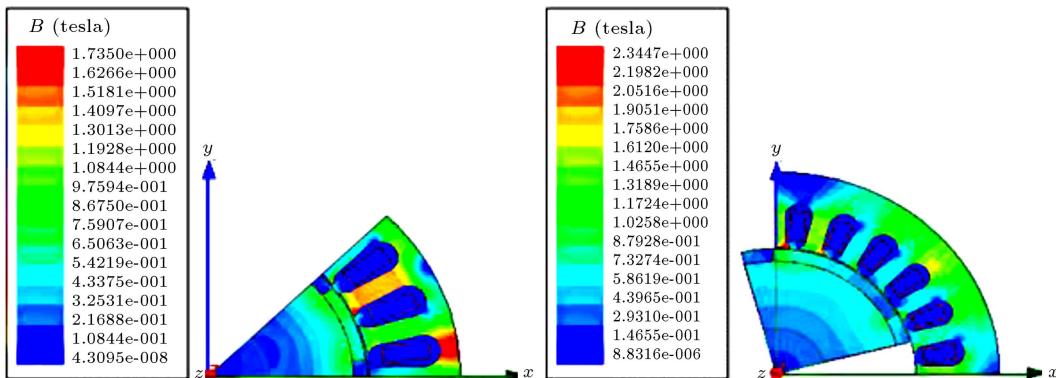 B (tesla)
1.7350e+000
1.6266e+000
1.5181e+000
1.4097e+000
1.3013e+000
1.1928e+000
1.0844e+000
9.7594e-001
8.6750e-001
7.5907e-001
6.5063e-001
5.4219e-001
4.3375e-001
3.2531e-001
2.1688e-001
1.0844e-001
4.3095e-008
y
z
x
B (tesla)
2.3447e+000
2.1982e+000
2.0516e+000
1.9051e+000
1.7586e+000
1.6120e+000
1.4655e+000
1.3189e+000
1.1724e+000
1.0258e+000
8.7928e-001
7.3274e-001
5.8619e-001
4.3965e-001
2.9310e-001
1.4655e-001
8.8316e-006
y
z
x